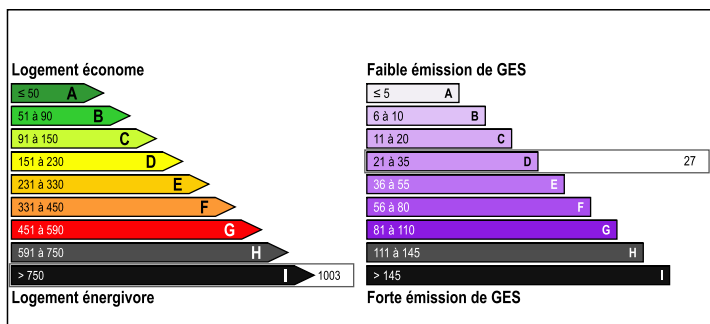 Logement économe
≤ 50 A
51 à 90 B
91 à 150 C
151 à 230 D
231 à 330 E
331 à 450 F
451 à 590 G
591 à 750 H
> 750 I 1003
Logement énergivore
Faible émission de GES
≤ 5 A
6 à 10 B
11 à 20 C
21 à 35 D 27
36 à 55 E
56 à 80 F
81 à 110 G
111 à 145 H
> 145 I
Forte émission de GES